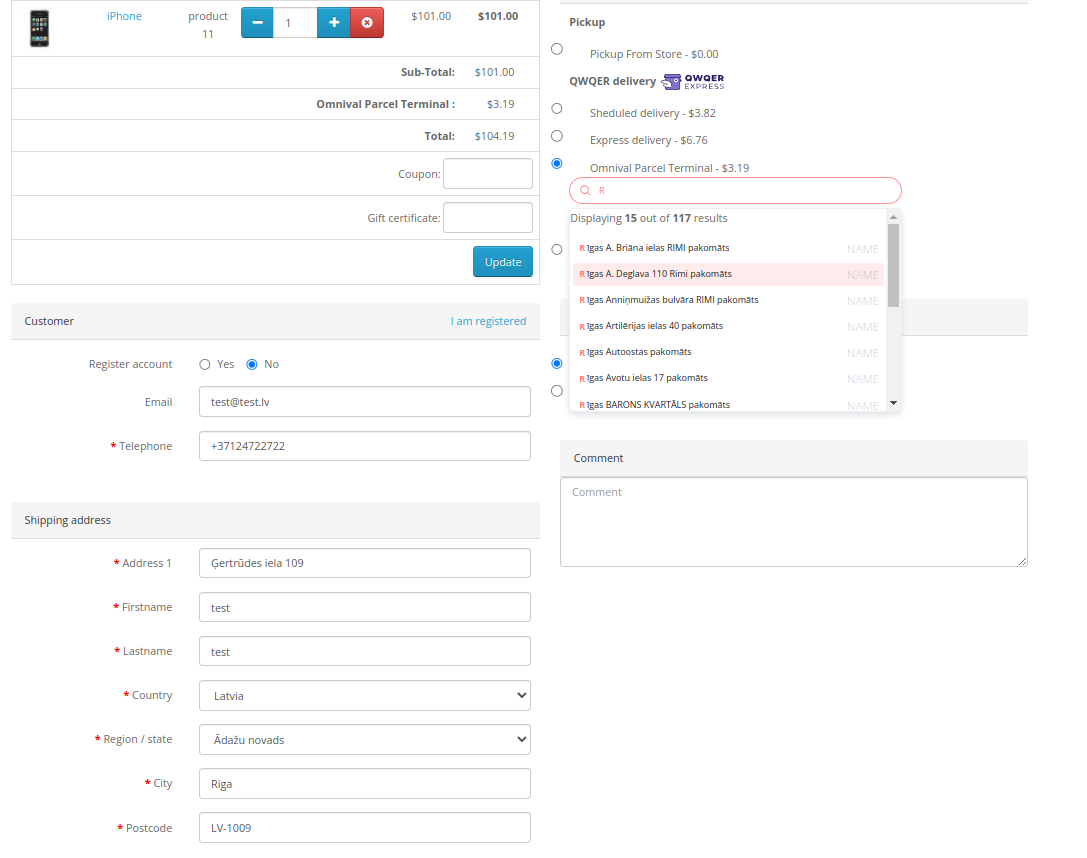 iPhone
product 11
1
$101.00
$101.00
Sub-Total: $101.00
Omnival Parcel Terminal : $3.19
Total: $104.19
Coupon:
Gift certificate:
Update
Customer
I am registered
Register account
Yes
No
Email
test@test.lv
* Telephone
+37124722722
Shipping address
* Address 1
Ģertrūdes iela 109
* Firstname
test
* Lastname
test
* Country
Latvia
* Region / state
Ādažu novads
* City
Riga
* Postcode
LV-1009
Pickup
Pickup From Store - $0.00
QWQER delivery QWQER EXPRESS
Sheduled delivery - $3.82
Express delivery - $6.76
Omnival Parcel Terminal - $3.19
R
Displaying 15 out of 117 results
Rīgas A. Briāna ielas RIMI pakomāts NAME
Rīgas A. Deglava 110 Rimi pakomāts NAME
Rīgas Anniņmuižas bulvāra RIMI pakomāts NAME
Rīgas Artilērijas ielas 40 pakomāts NAME
Rīgas Autoostas pakomāts NAME
Rīgas Avotu ielas 17 pakomāts NAME
Rīgas BARONS KVARTĀLS pakomāts NAME
Comment
Comment